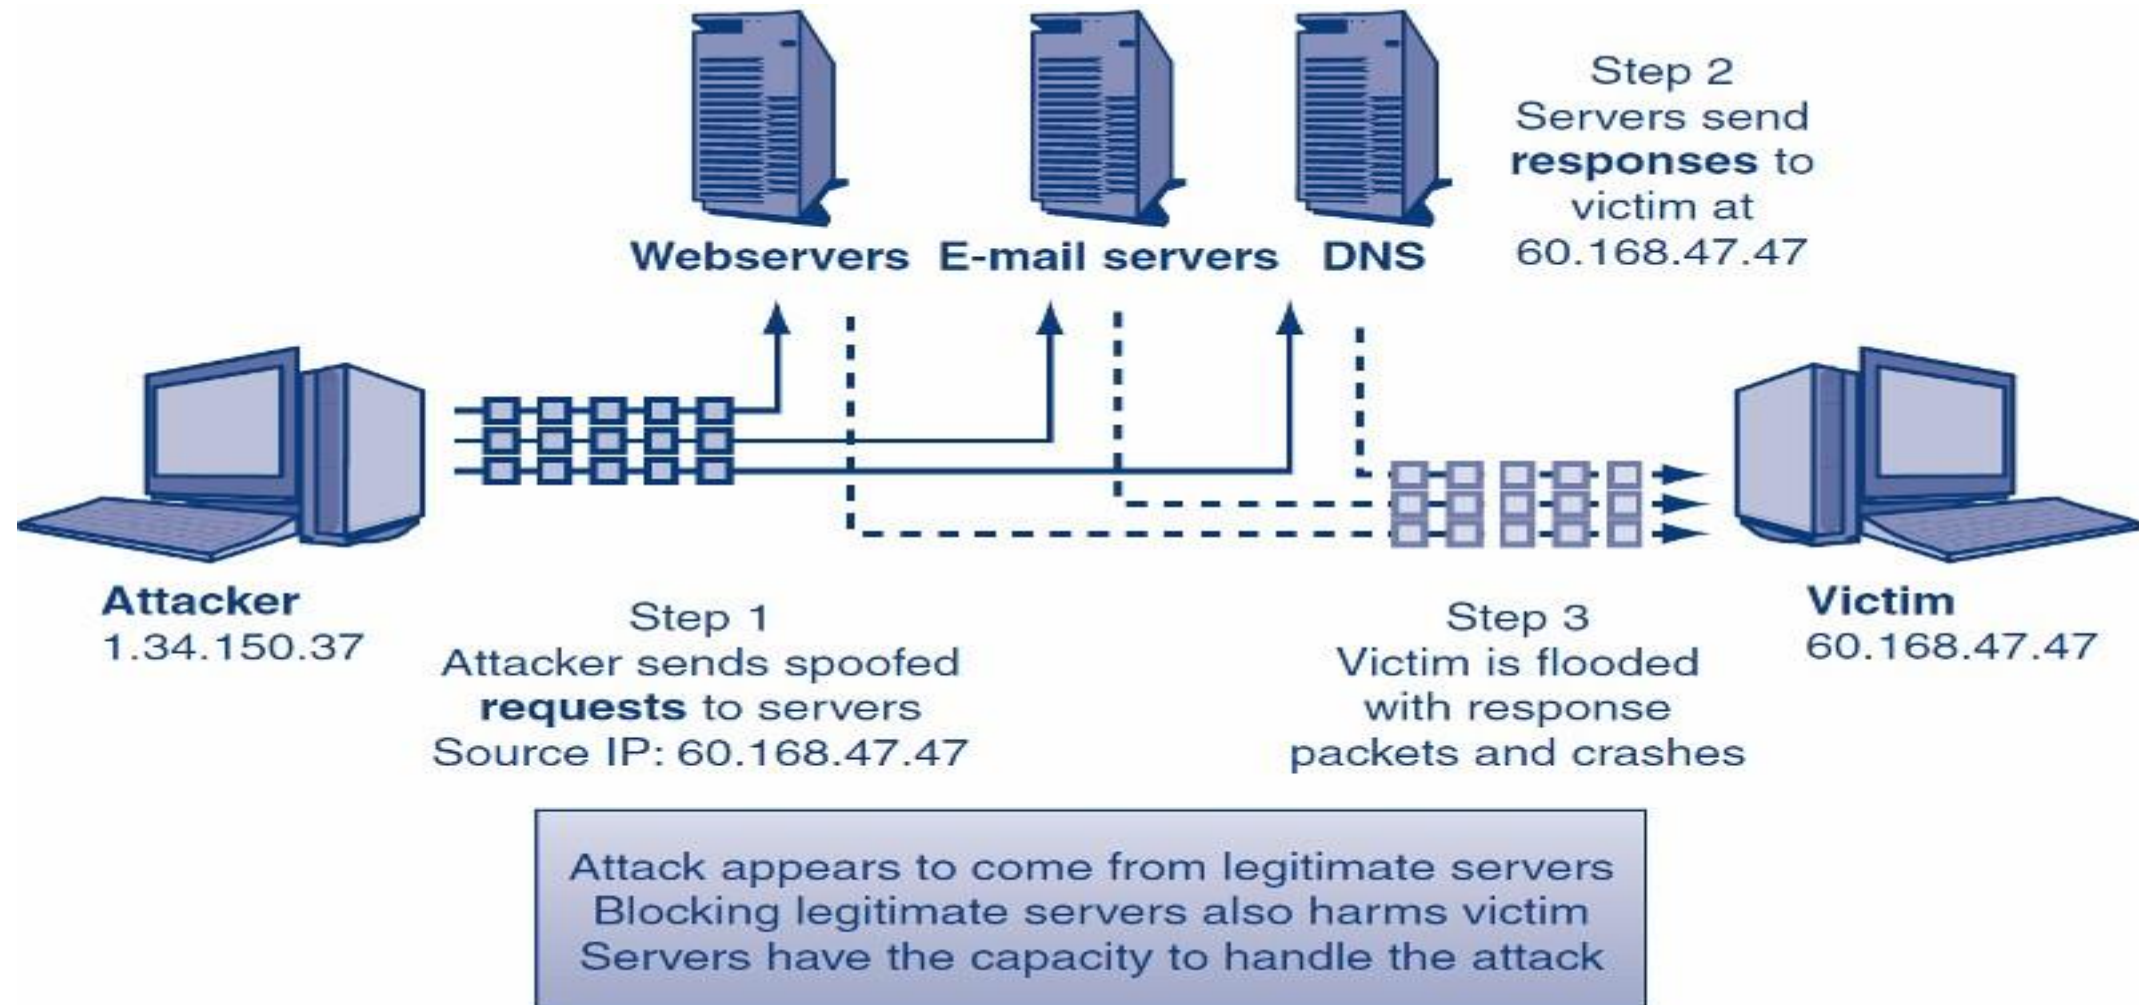 Webservers
E-mail servers
DNS
Step 2
Servers send
responses to
victim at
60.168.47.47
Attacker
1.34.150.37
Step 1
Attacker sends spoofed
requests to servers
Source IP: 60.168.47.47
Step 3
Victim is flooded
with response
packets and crashes
Victim
60.168.47.47
Attack appears to come from legitimate servers
Blocking legitimate servers also harms victim
Servers have the capacity to handle the attack